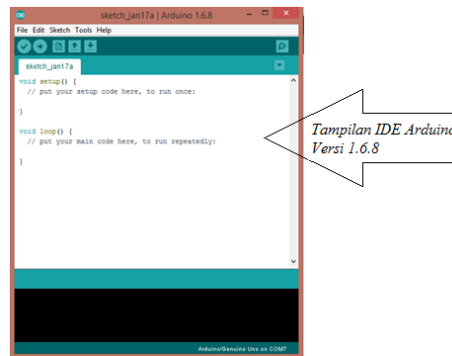 sketch_jan17a | Arduino 1.6.8
File Edit Sketch Tools Help
sketch_jan17a
void setup() {
// put your setup code here, to run once:
}
void loop() {
// put your main code here, to run repeatedly:
}
Tampilan IDE Arduino
Versi 1.6.8
Arduino/Genuino Uno on COM7